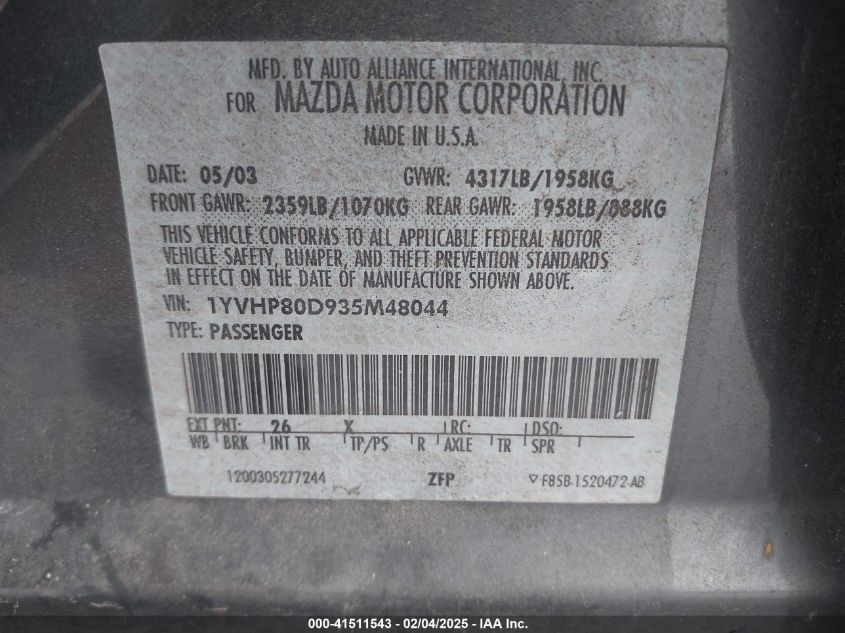 MFD. BY AUTO ALLIANCE INTERNATIONAL, INC.
FOR MAZDA MOTOR CORPORATION
MADE IN U.S.A.
DATE: 05/03 GVWR: 4317LB/1958KG
FRONT GAWR: 2359LB/1070KG REAR GAWR: 1958LB/888KG
THIS VEHICLE CONFORMS TO ALL APPLICABLE FEDERAL MOTOR
VEHICLE SAFETY, BUMPER, AND THEFT PREVENTION STANDARDS
IN EFFECT ON THE DATE OF MANUFACTURE SHOWN ABOVE.
VIN: 1YVHP80D935M48044
TYPE: PASSENGER
EXT PNT: 26 X RC: DSO:
WB BRK INT TR TP/PS R AXLE TR SPR
1200305277244 ZFP ▽ F85B-1520472-AB
000-41511543 - 02/04/2025 - IAA Inc.